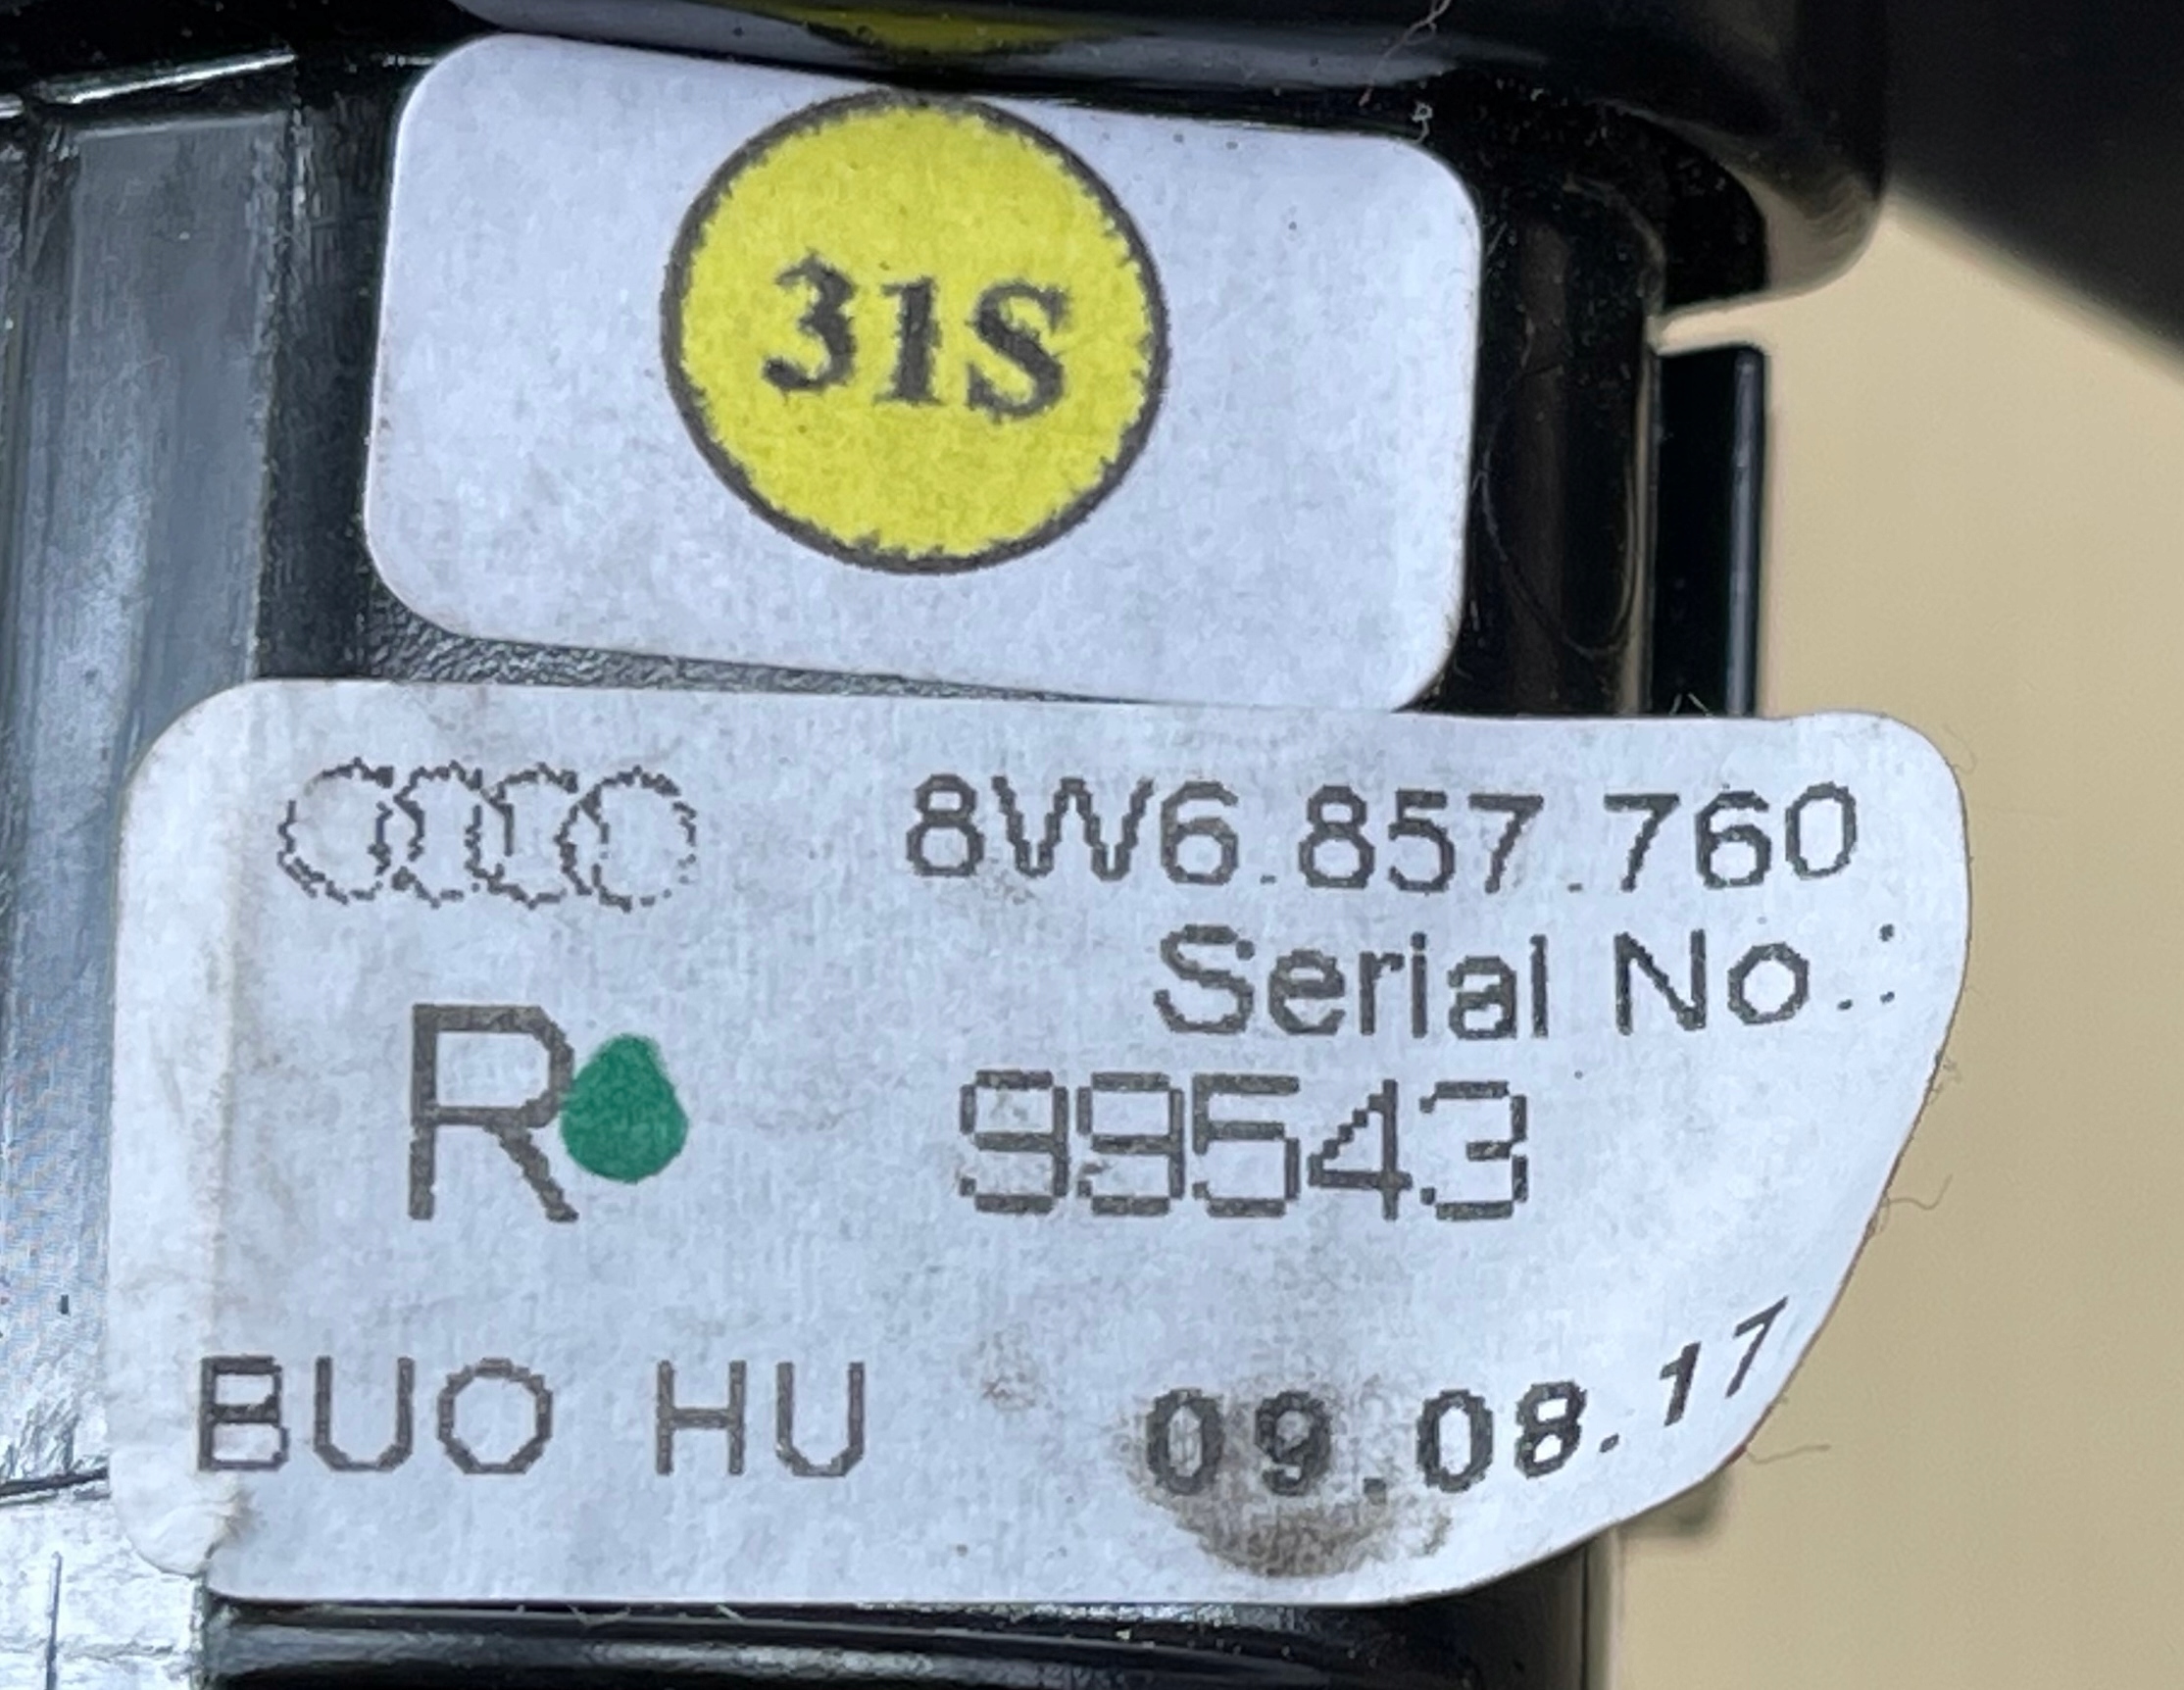 31S
8W6.857.760
Serial No.:
R
99543
BUO HU 09.08.17